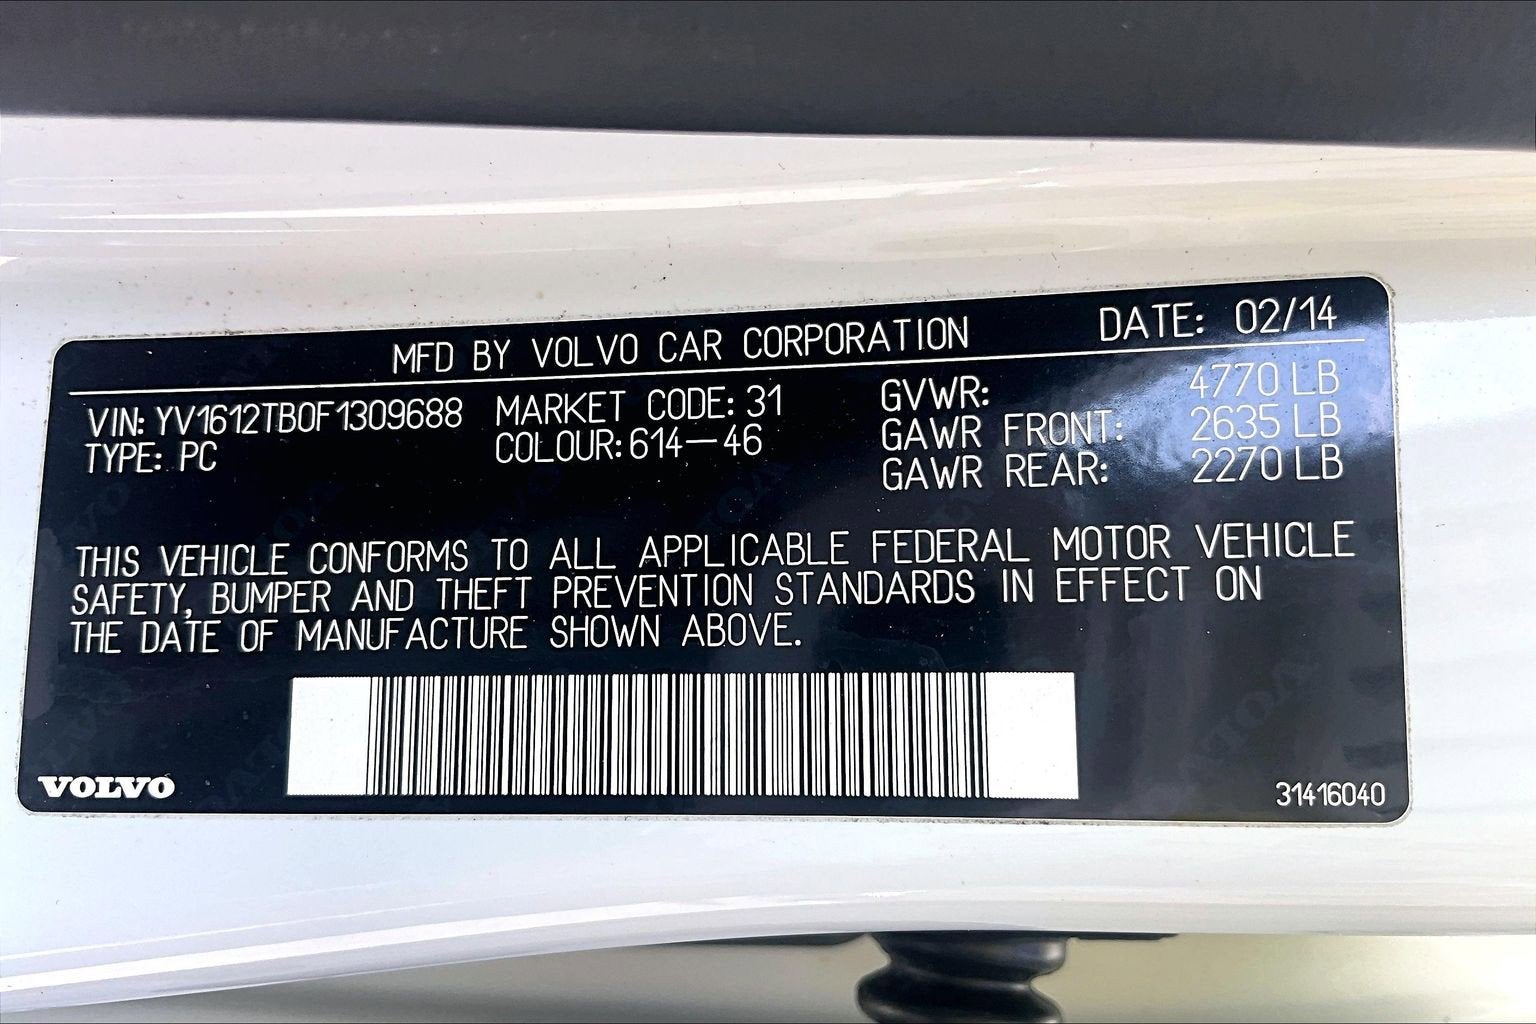 MFD BY VOLVO CAR CORPORATION DATE: 02/14
VIN: YV1612TB0F1309688 MARKET CODE: 31 GVWR: 4770 LB
TYPE: PC COLOUR: 614-46 GAWR FRONT: 2635 LB
GAWR REAR: 2270 LB
THIS VEHICLE CONFORMS TO ALL APPLICABLE FEDERAL MOTOR VEHICLE
SAFETY, BUMPER AND THEFT PREVENTION STANDARDS IN EFFECT ON
THE DATE OF MANUFACTURE SHOWN ABOVE.
VOLVO 31416040